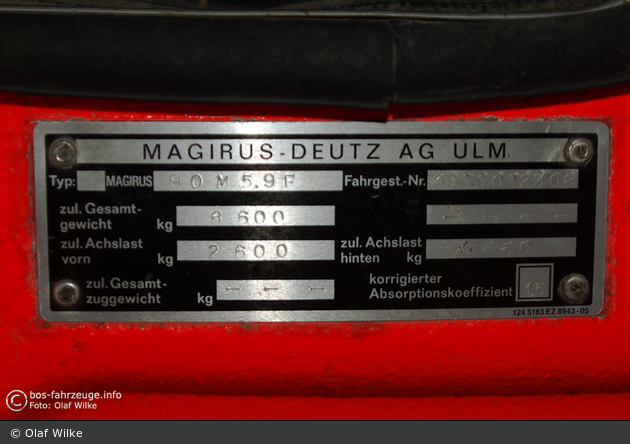 MAGIRUS-DEUTZ AG ULM
Typ: MAGIRUS 90 M 5.9 F Fahrgest.-Nr.
zul. Gesamt-
gewicht kg 8 600
zul. Achslast
vorn kg 2 600
zul. Achslast
hinten kg
zul. Gesamt-
zuggewicht kg - - -
korrigierter
Absorptionskoeffizient 1.5
124 5183 EZ 8943-05
© bos-fahrzeuge.info
Foto: Olaf Wilke
© Olaf Wilke